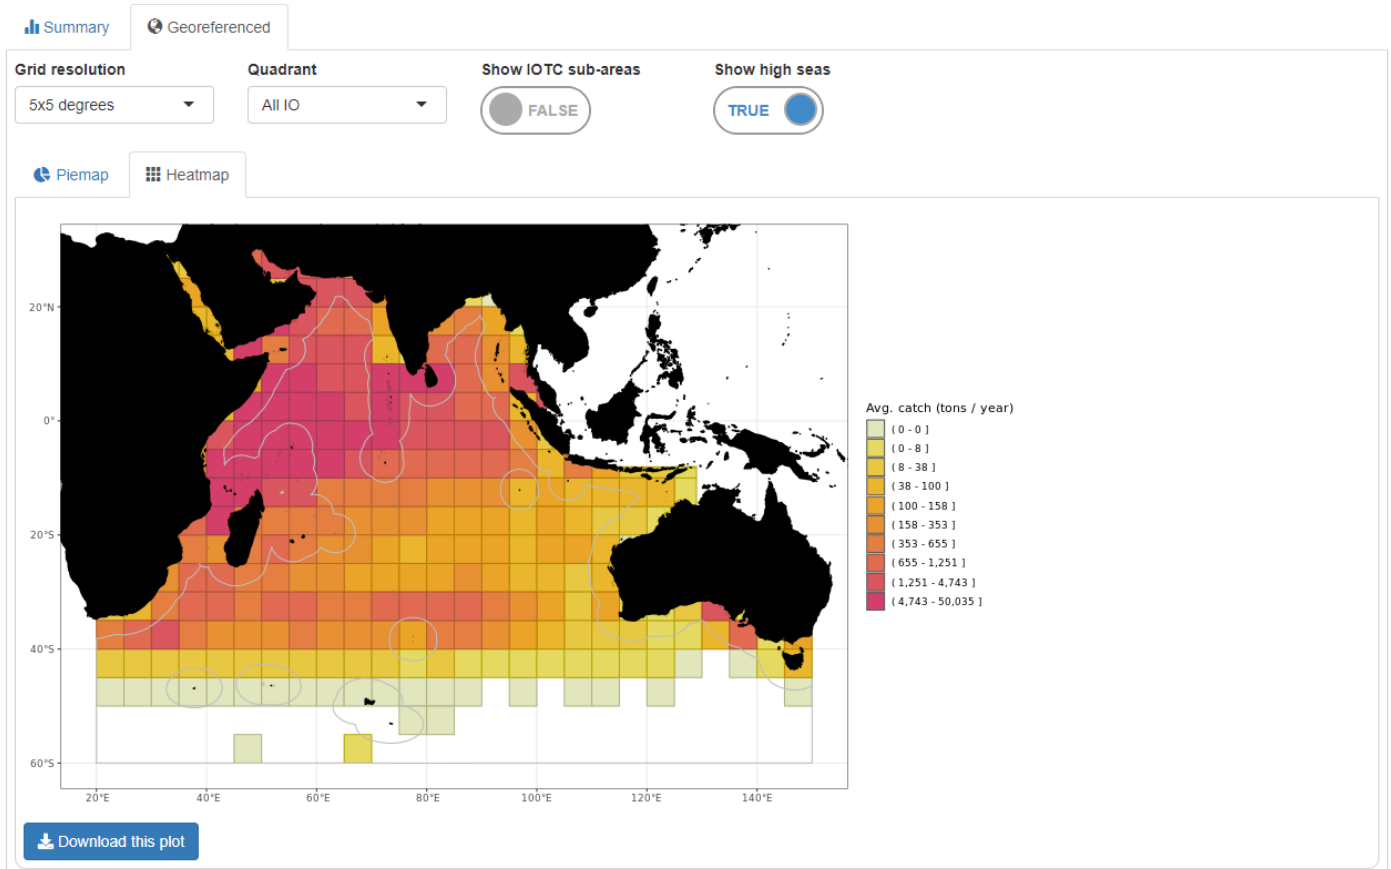 Summary Georeferenced
Grid resolution Quadrant Show IOTC sub-areas Show high seas
5x5 degrees All IO FALSE TRUE
Piemap Heatmap
20°N
0°
20°S
40°S
60°S
20°E 40°E 60°E 80°E 100°E 120°E 140°E
Avg. catch (tons / year)
( 0 - 0 ]
( 0 - 8 ]
( 8 - 38 ]
( 38 - 100 ]
( 100 - 158 ]
( 158 - 353 ]
( 353 - 655 ]
( 655 - 1,251 ]
( 1,251 - 4,743 ]
( 4,743 - 50,035 ]
Download this plot